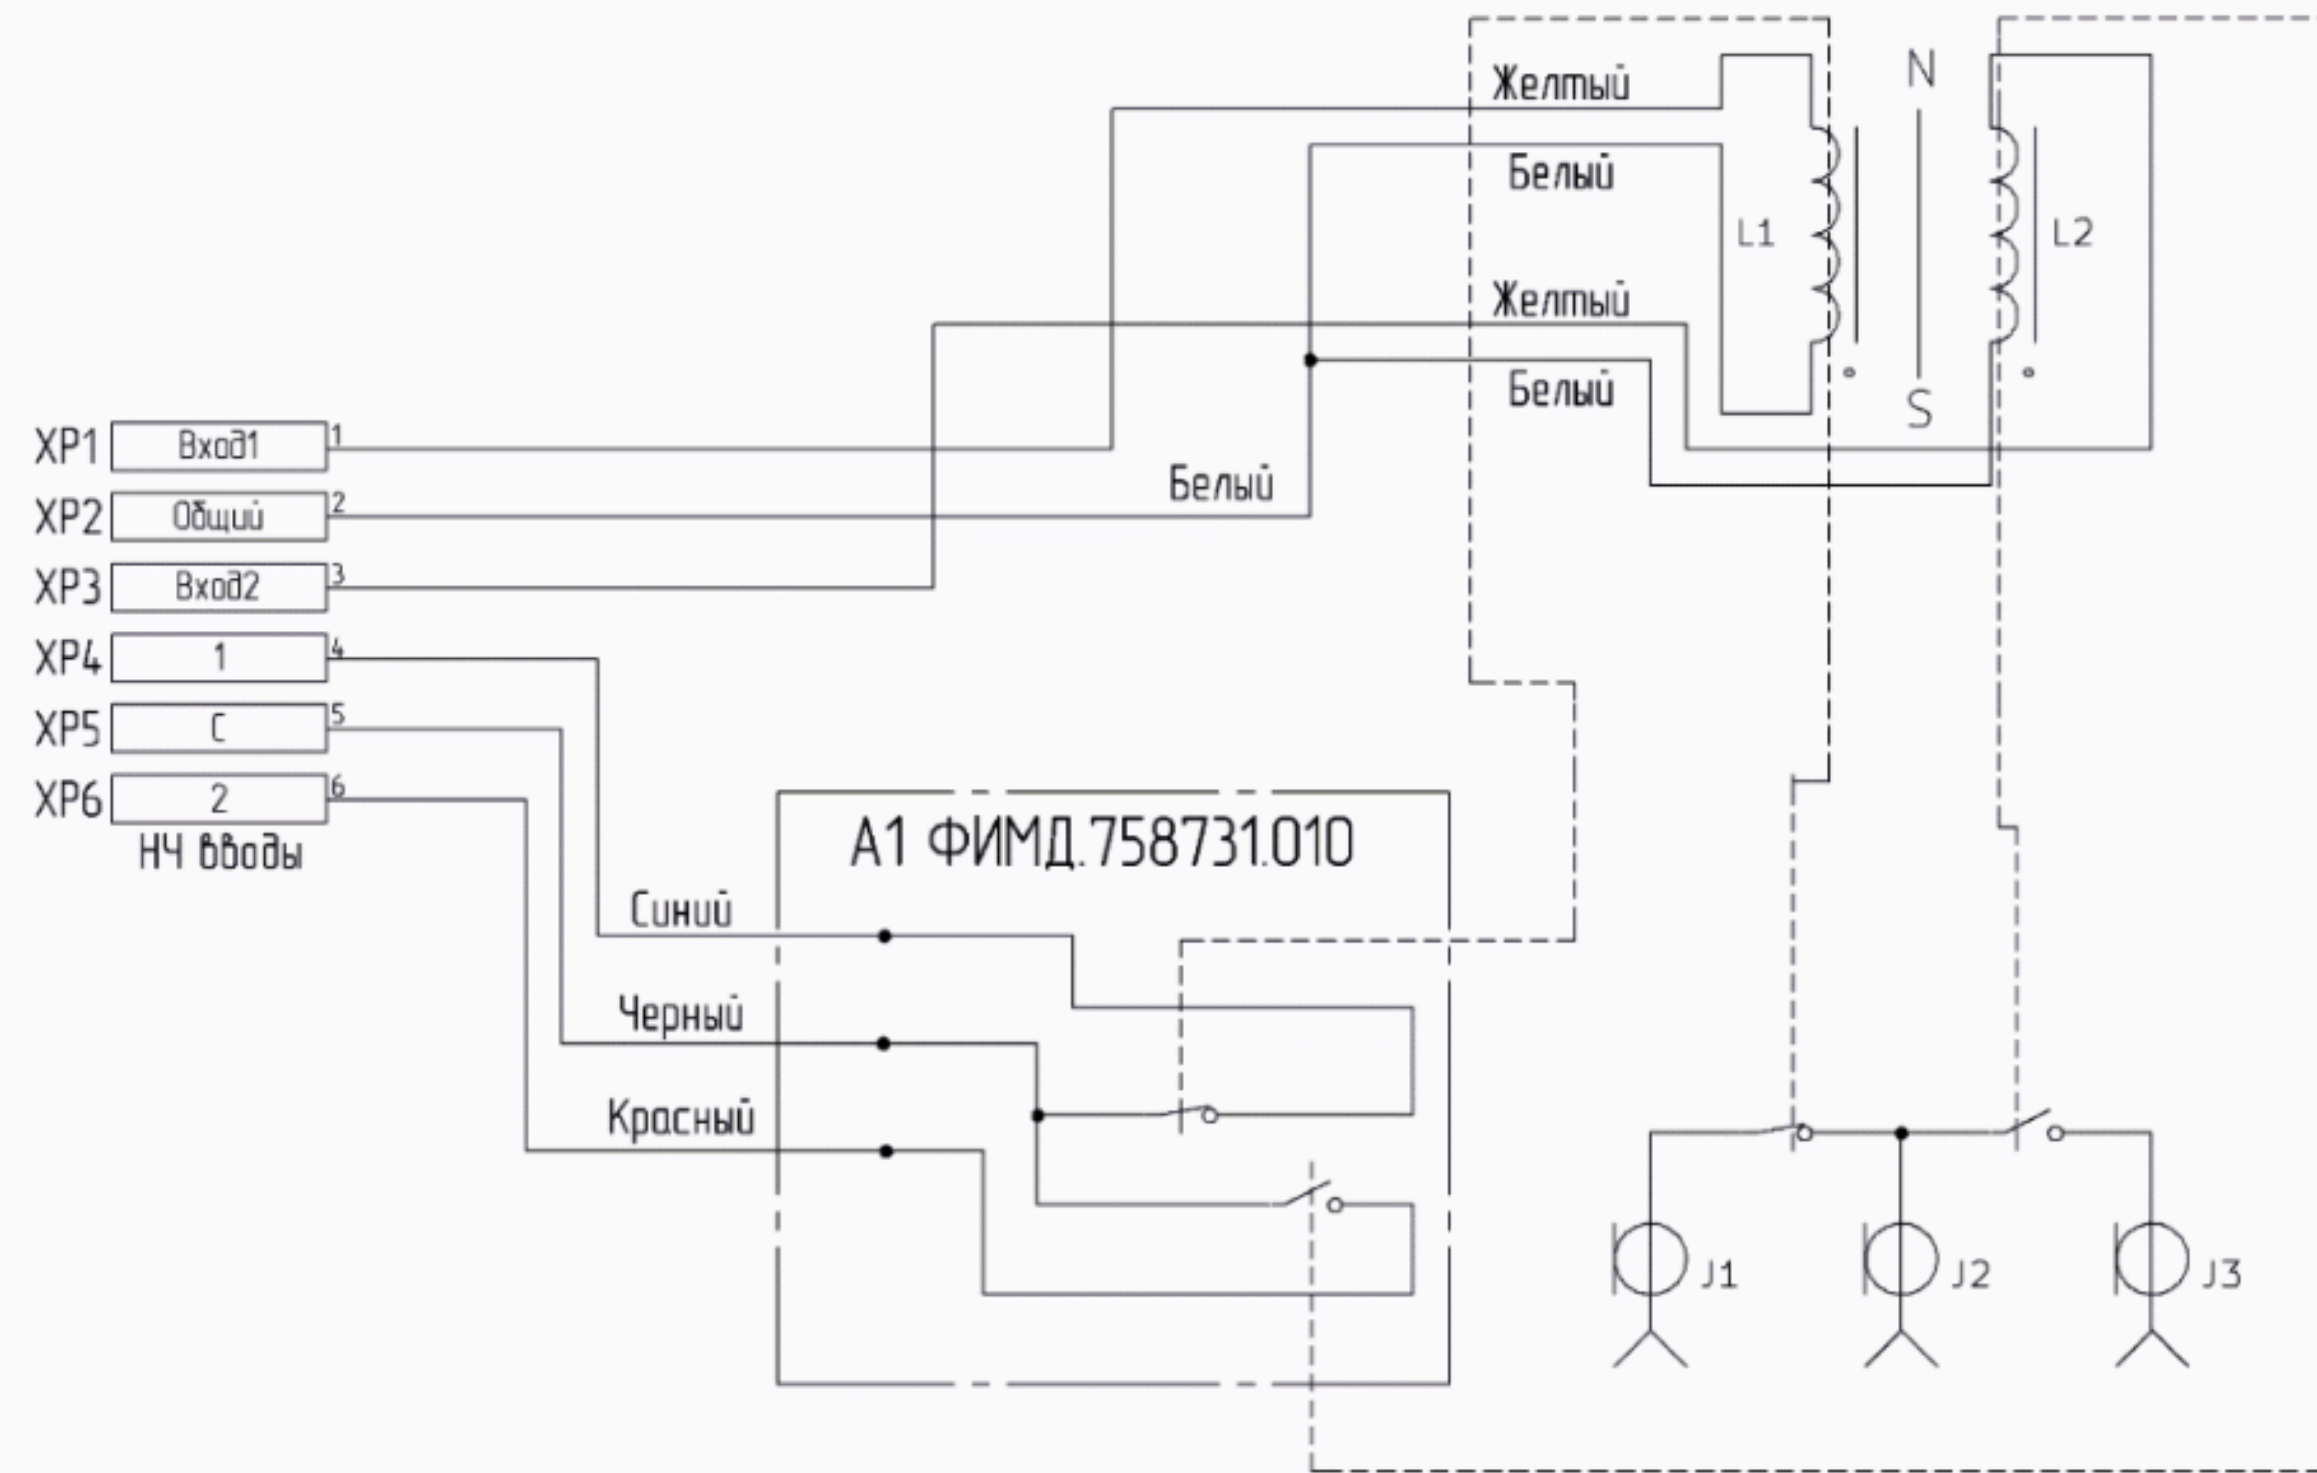 Желтый
N
Белый
L1
L2
Желтый
Белый
S
XP1 Вход1 1
Белый
XP2 Общий 2
XP3 Вход2 3
XP4 1 4
XP5 С 5
XP6 2 6
НЧ вводы
А1 ФИМД.758731.010
Синий
Черный
Красный
J1
J2
J3